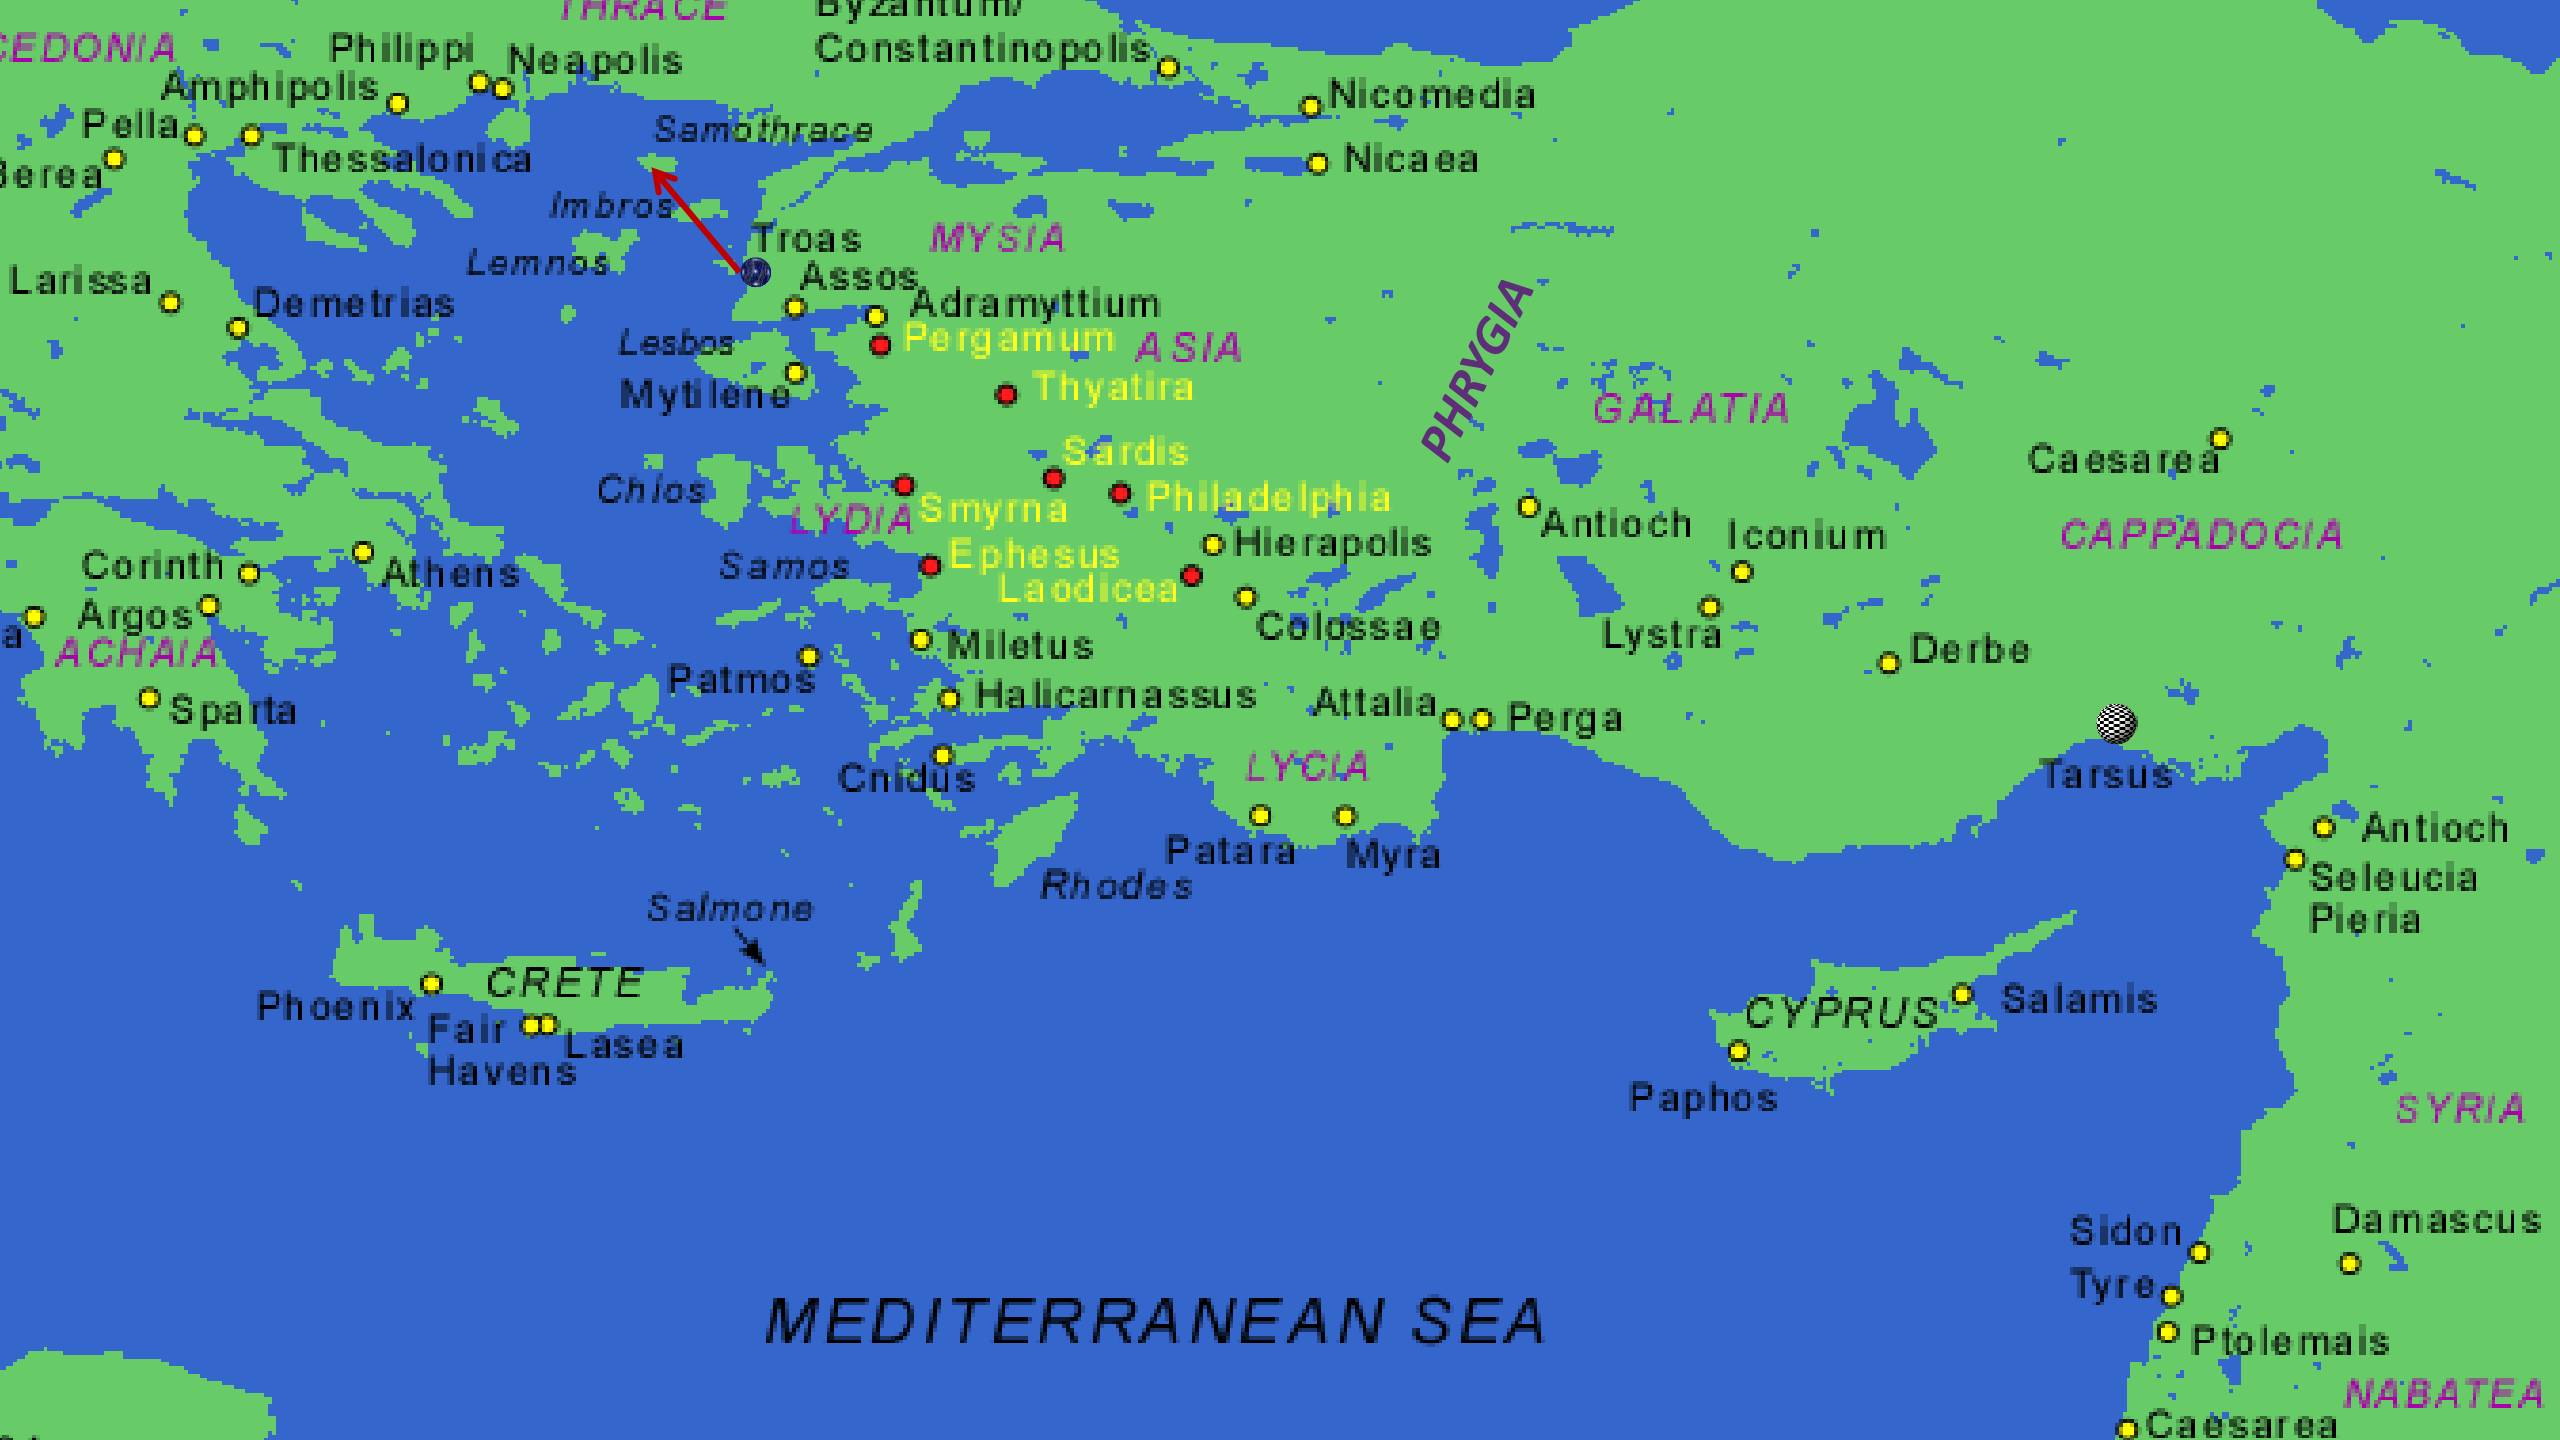 THRACE
Byzantum/
Constantinopolis
CEDONIA
Philippi
Neapolis
Amphipolis
Nicomedia
Pella
Samothrace
Thessalonica
Nicaea
Berea
Imbros
Troas
MYSIA
Lemnos
Assos
Larissa
Demetrias
Adramyttium
Pergamum
ASIA
Lesbos
PHRYGIA
Thyatira
Mytilene
GALATIA
Sardis
Caesarea
Chios
Philadelphia
Smyrna
LYDIA
Antioch
Iconium
CAPPADOCIA
Hierapolis
Ephesus
Samos
Corinth
Athens
Laodicea
Argos
Colossae
a
Lystra
ACHAIA
Miletus
Derbe
Patmos
Halicarnassus
Attalia
Perga
Sparta
LYCIA
Cnidus
Tarsus
Antioch
Patara
Myra
Rhodes
Seleucia
Pieria
Salmone
CRETE
Salamis
Phoenix
CYPRUS
Fair
Havens
Lasea
Paphos
SYRIA
Damascus
Sidon
Tyre
MEDITERRANEAN SEA
Ptolemais
NABATEA
Caesarea